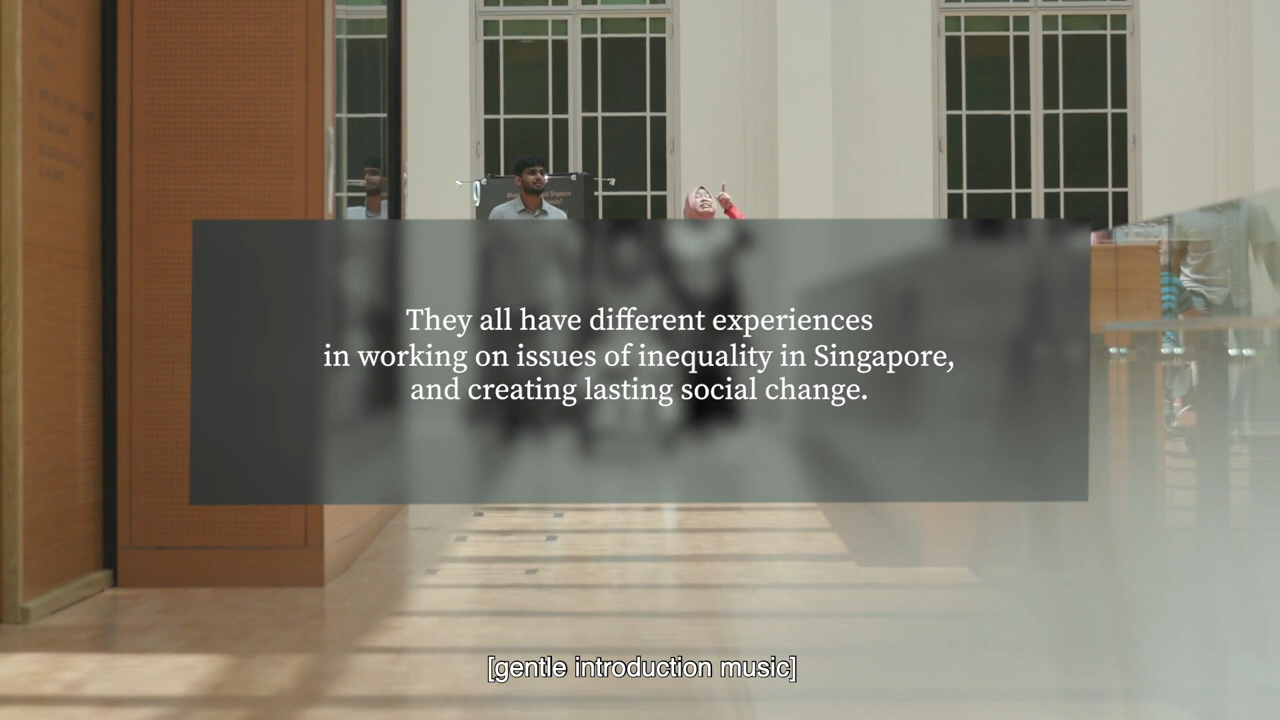 They all have different experiences
in working on issues of inequality in Singapore,
and creating lasting social change.
[gentle introduction music]